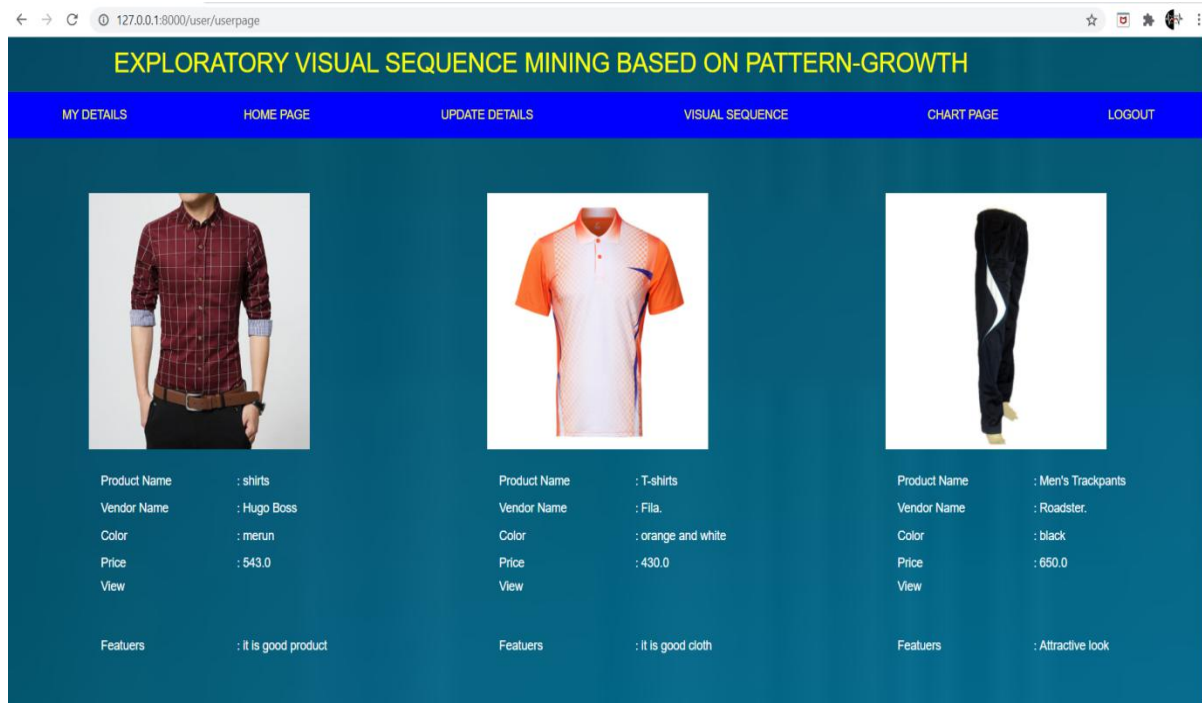 127.0.0.1:8000/user/userpage
EXPLORATORY VISUAL SEQUENCE MINING BASED ON PATTERN-GROWTH
MY DETAILS HOME PAGE UPDATE DETAILS VISUAL SEQUENCE CHART PAGE LOGOUT
Product Name : shirts
Vendor Name : Hugo Boss
Color : merun
Price : 543.0
View
Featuers : it is good product
Product Name : T-shirts
Vendor Name : Fila.
Color : orange and white
Price : 430.0
View
Featuers : it is good cloth
Product Name : Men's Trackpants
Vendor Name : Roadster.
Color : black
Price : 650.0
View
Featuers : Attractive look